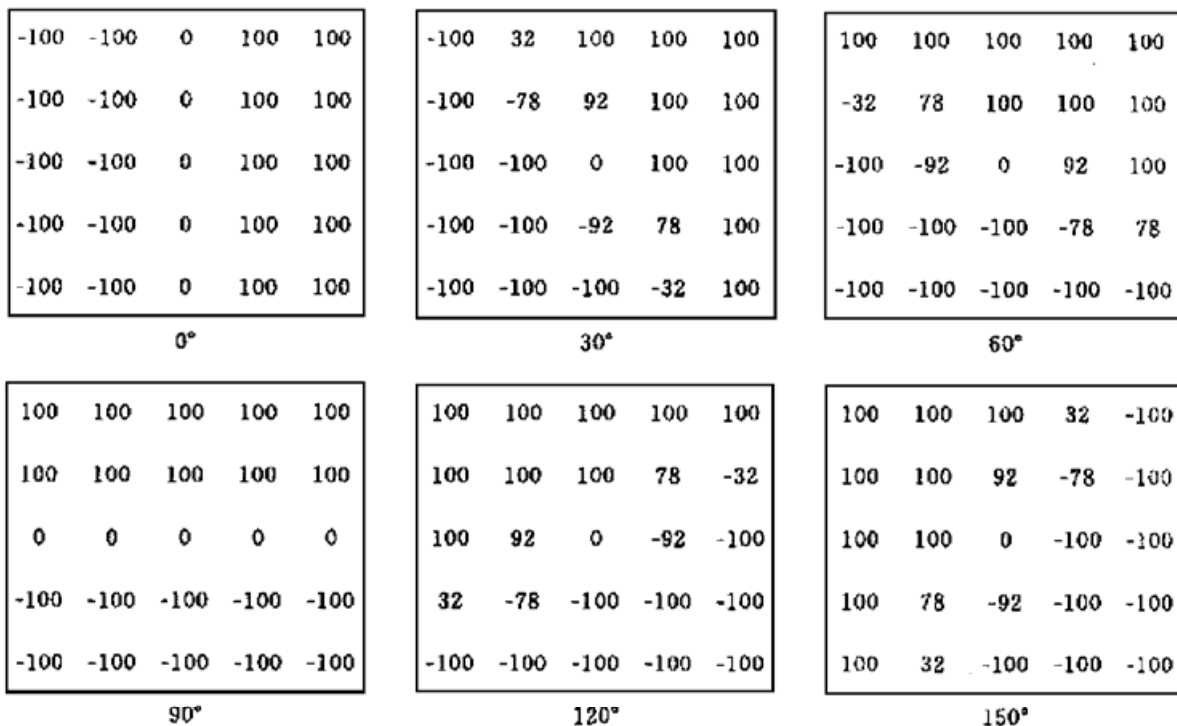 -100 -100 0 100 100
-100 -100 0 100 100
-100 -100 0 100 100
-100 -100 0 100 100
-100 -100 0 100 100
0°
-100 32 100 100 100
-100 -78 92 100 100
-100 -100 0 100 100
-100 -100 -92 78 100
-100 -100 -100 -32 100
30°
100 100 100 100 100
-32 78 100 100 100
-100 -92 0 92 100
-100 -100 -100 -78 78
-100 -100 -100 -100 -100
60°
100 100 100 100 100
100 100 100 100 100
0 0 0 0 0
-100 -100 -100 -100 -100
-100 -100 -100 -100 -100
90°
100 100 100 100 100
100 100 100 78 -32
100 92 0 -92 -100
32 -78 -100 -100 -100
-100 -100 -100 -100 -100
120°
100 100 100 32 -100
100 100 92 -78 -100
100 100 0 -100 -100
100 78 -92 -100 -100
100 32 -100 -100 -100
150°